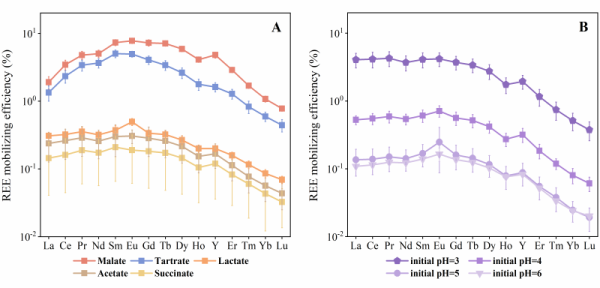 REE mobilizing efficiency (%)
10¹
10⁰
10⁻¹
10⁻²
A
La Ce Pr Nd Sm Eu Gd Tb Dy Ho Y Er Tm Yb Lu
Malate Tartrate Lactate
Acetate Succinate
REE mobilizing efficiency (%)
10¹
10⁰
10⁻¹
10⁻²
B
La Ce Pr Nd Sm Eu Gd Tb Dy Ho Y Er Tm Yb Lu
initial pH=3 initial pH=4
initial pH=5 initial pH=6